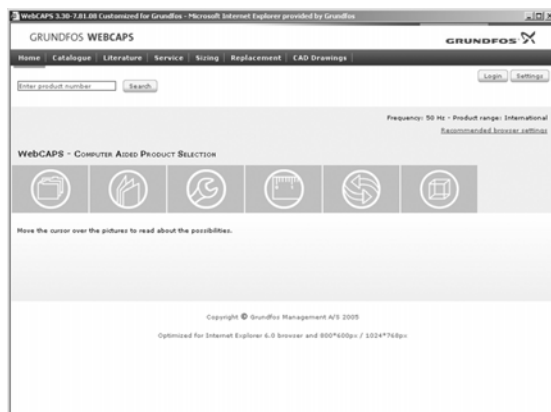 WebCAPS 3.30-7.01.08 Customized for Grundfos - Microsoft Internet Explorer provided by Grundfos
GRUNDFOS WEBCAPS
GRUNDFOS
Home Catalogue Literature Service Sizing Replacement CAD Drawings
Login Settings
Enter product number Search
Frequency: 50 Hz - Product range: International
Recommended browser settings
WebCAPS - Computer Aided Product Selection
Move the cursor over the pictures to read about the possibilities.
Copyright © Grundfos Management A/S 2005
Optimized for Internet Explorer 6.0 browser and 800*600px / 1024*768px